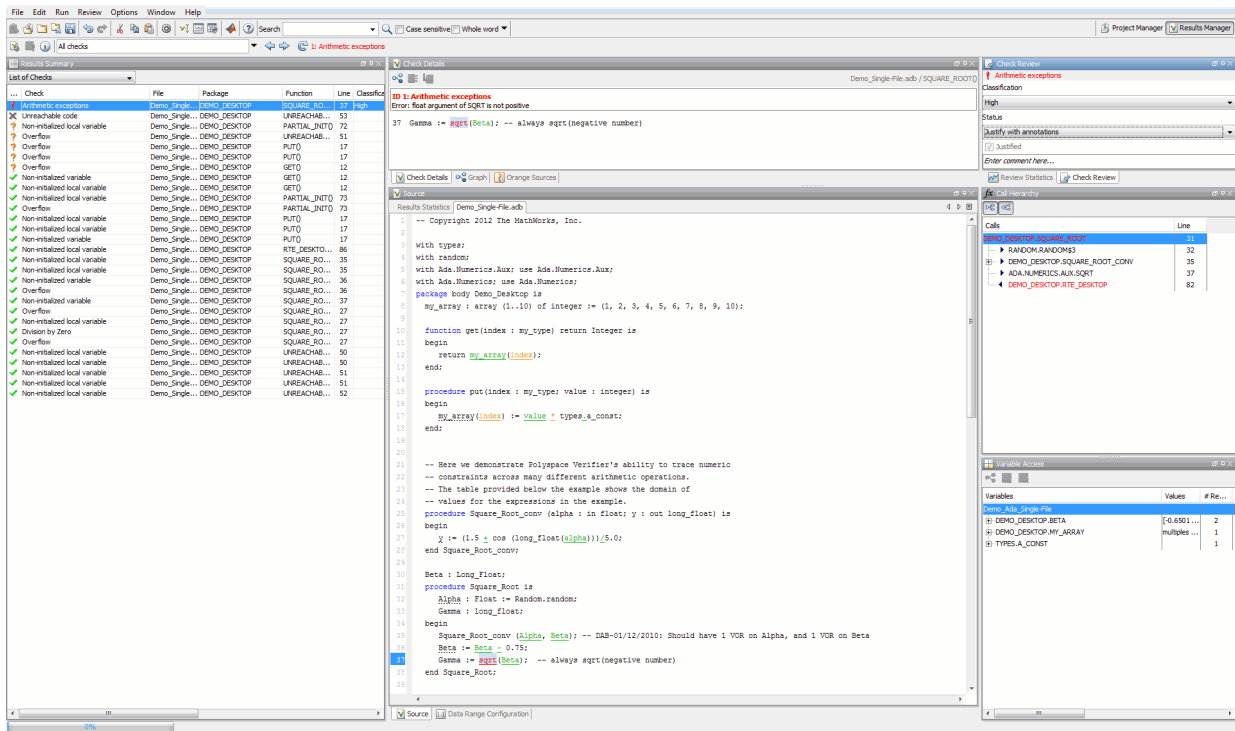 File Edit Run Review Options Window Help
Search
Case sensitive Whole word
Project Manager Results Manager
All checks
1: Arithmetic exceptions
Results Summary
List of Checks
... Check File Package Function Line Classifica
Arithmetic exceptions Demo_Single... DEMO_DESKTOP SQUARE_RO... 37 High
Unreachable code Demo_Single... DEMO_DESKTOP UNREACHAB... 53
Non-initialized local variable Demo_Single... DEMO_DESKTOP PARTIAL_INIT() 72
Overflow Demo_Single... DEMO_DESKTOP UNREACHAB... 51
Overflow Demo_Single... DEMO_DESKTOP PUT() 17
Overflow Demo_Single... DEMO_DESKTOP PUT() 17
Overflow Demo_Single... DEMO_DESKTOP GET() 12
Non-initialized variable Demo_Single... DEMO_DESKTOP GET() 12
Non-initialized local variable Demo_Single... DEMO_DESKTOP GET() 12
Non-initialized local variable Demo_Single... DEMO_DESKTOP PARTIAL_INIT() 73
Overflow Demo_Single... DEMO_DESKTOP PARTIAL_INIT() 73
Non-initialized local variable Demo_Single... DEMO_DESKTOP PUT() 17
Non-initialized local variable Demo_Single... DEMO_DESKTOP PUT() 17
Non-initialized variable Demo_Single... DEMO_DESKTOP PUT() 17
Non-initialized local variable Demo_Single... DEMO_DESKTOP RTE_DESKTO... 86
Non-initialized local variable Demo_Single... DEMO_DESKTOP SQUARE_RO... 35
Non-initialized local variable Demo_Single... DEMO_DESKTOP SQUARE_RO... 35
Non-initialized variable Demo_Single... DEMO_DESKTOP SQUARE_RO... 36
Overflow Demo_Single... DEMO_DESKTOP SQUARE_RO... 36
Non-initialized variable Demo_Single... DEMO_DESKTOP SQUARE_RO... 37
Overflow Demo_Single... DEMO_DESKTOP SQUARE_RO... 27
Non-initialized local variable Demo_Single... DEMO_DESKTOP SQUARE_RO... 27
Division by Zero Demo_Single... DEMO_DESKTOP SQUARE_RO... 27
Overflow Demo_Single... DEMO_DESKTOP SQUARE_RO... 27
Non-initialized local variable Demo_Single... DEMO_DESKTOP UNREACHAB... 50
Non-initialized local variable Demo_Single... DEMO_DESKTOP UNREACHAB... 50
Non-initialized local variable Demo_Single... DEMO_DESKTOP UNREACHAB... 51
Non-initialized local variable Demo_Single... DEMO_DESKTOP UNREACHAB... 51
Non-initialized local variable Demo_Single... DEMO_DESKTOP UNREACHAB... 52
0%
Check Details
Demo_Single-File.adb / SQUARE_ROOT()
ID 1: Arithmetic exceptions
Error: float argument of SQRT is not positive
37 Gamma := sqrt(Beta); -- always sqrt(negative number)
Check Details Graph Orange Sources
Source
Results Statistics Demo_Single-File.adb
1 -- Copyright 2012 The MathWorks, Inc.
2
3 with types;
4 with random;
5 with Ada.Numerics.Aux; use Ada.Numerics.Aux;
6 with Ada.Numerics; use Ada.Numerics;
7 package body Demo_Desktop is
8 my_array : array (1..10) of integer := (1, 2, 3, 4, 5, 6, 7, 8, 9, 10);
9
10 function get(index : my_type) return Integer is
11 begin
12 return my_array(index);
13 end;
14
15 procedure put(index : my_type; value : integer) is
16 begin
17 my_array(index) := value * types.a_const;
18 end;
19
20
21 -- Here we demonstrate Polyspace Verifier's ability to trace numeric
22 -- constraints across many different arithmetic operations.
23 -- The table provided below the example shows the domain of
24 -- values for the expressions in the example.
25 procedure Square_Root_conv (alpha : in float; y : out long_float) is
26 begin
27 y := (1.5 + cos (long_float(alpha)))/5.0;
28 end Square_Root_conv;
29
30 Beta : Long_Float;
31 procedure Square_Root is
32 Alpha : Float := Random.random;
33 Gamma : long_float;
34 begin
35 Square_Root_conv (Alpha, Beta); -- DAB-01/12/2010: Should have 1 VOR on Alpha, and 1 VOR on Beta
36 Beta := Beta - 0.75;
37 Gamma := sqrt(Beta); -- always sqrt(negative number)
38 end Square_Root;
39
Source Data Range Configuration
Check Review
Arithmetic exceptions
Classification
High
Status
Justify with annotations
Justified
Enter comment here...
Review Statistics Check Review
fx Call Hierarchy
Calls Line
DEMO_DESKTOP.SQUARE_ROOT 31
RANDOM.RANDOM$3 32
DEMO_DESKTOP.SQUARE_ROOT_CONV 35
ADA.NUMERICS.AUX.SQRT 37
DEMO_DESKTOP.RTE_DESKTOP 82
Variable Access
Variables Values # Re...
Demo_Ada_Single-File
DEMO_DESKTOP.BETA [-0.6501 ... 2
DEMO_DESKTOP.MY_ARRAY multiples ... 1
TYPES.A_CONST 1